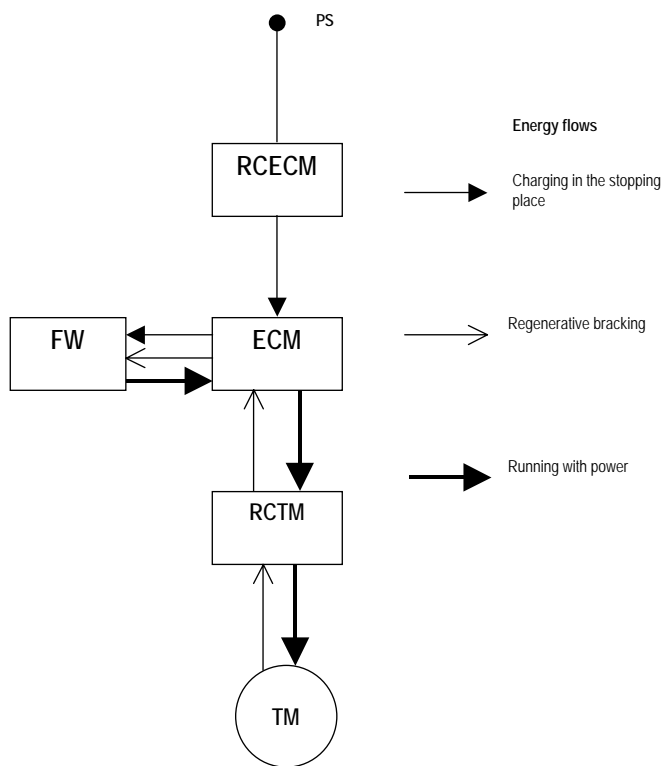 PS
Energy flows
RCECM
Charging in the stopping
place
FW
ECM
Regenerative bracking
Running with power
RCTM
TM